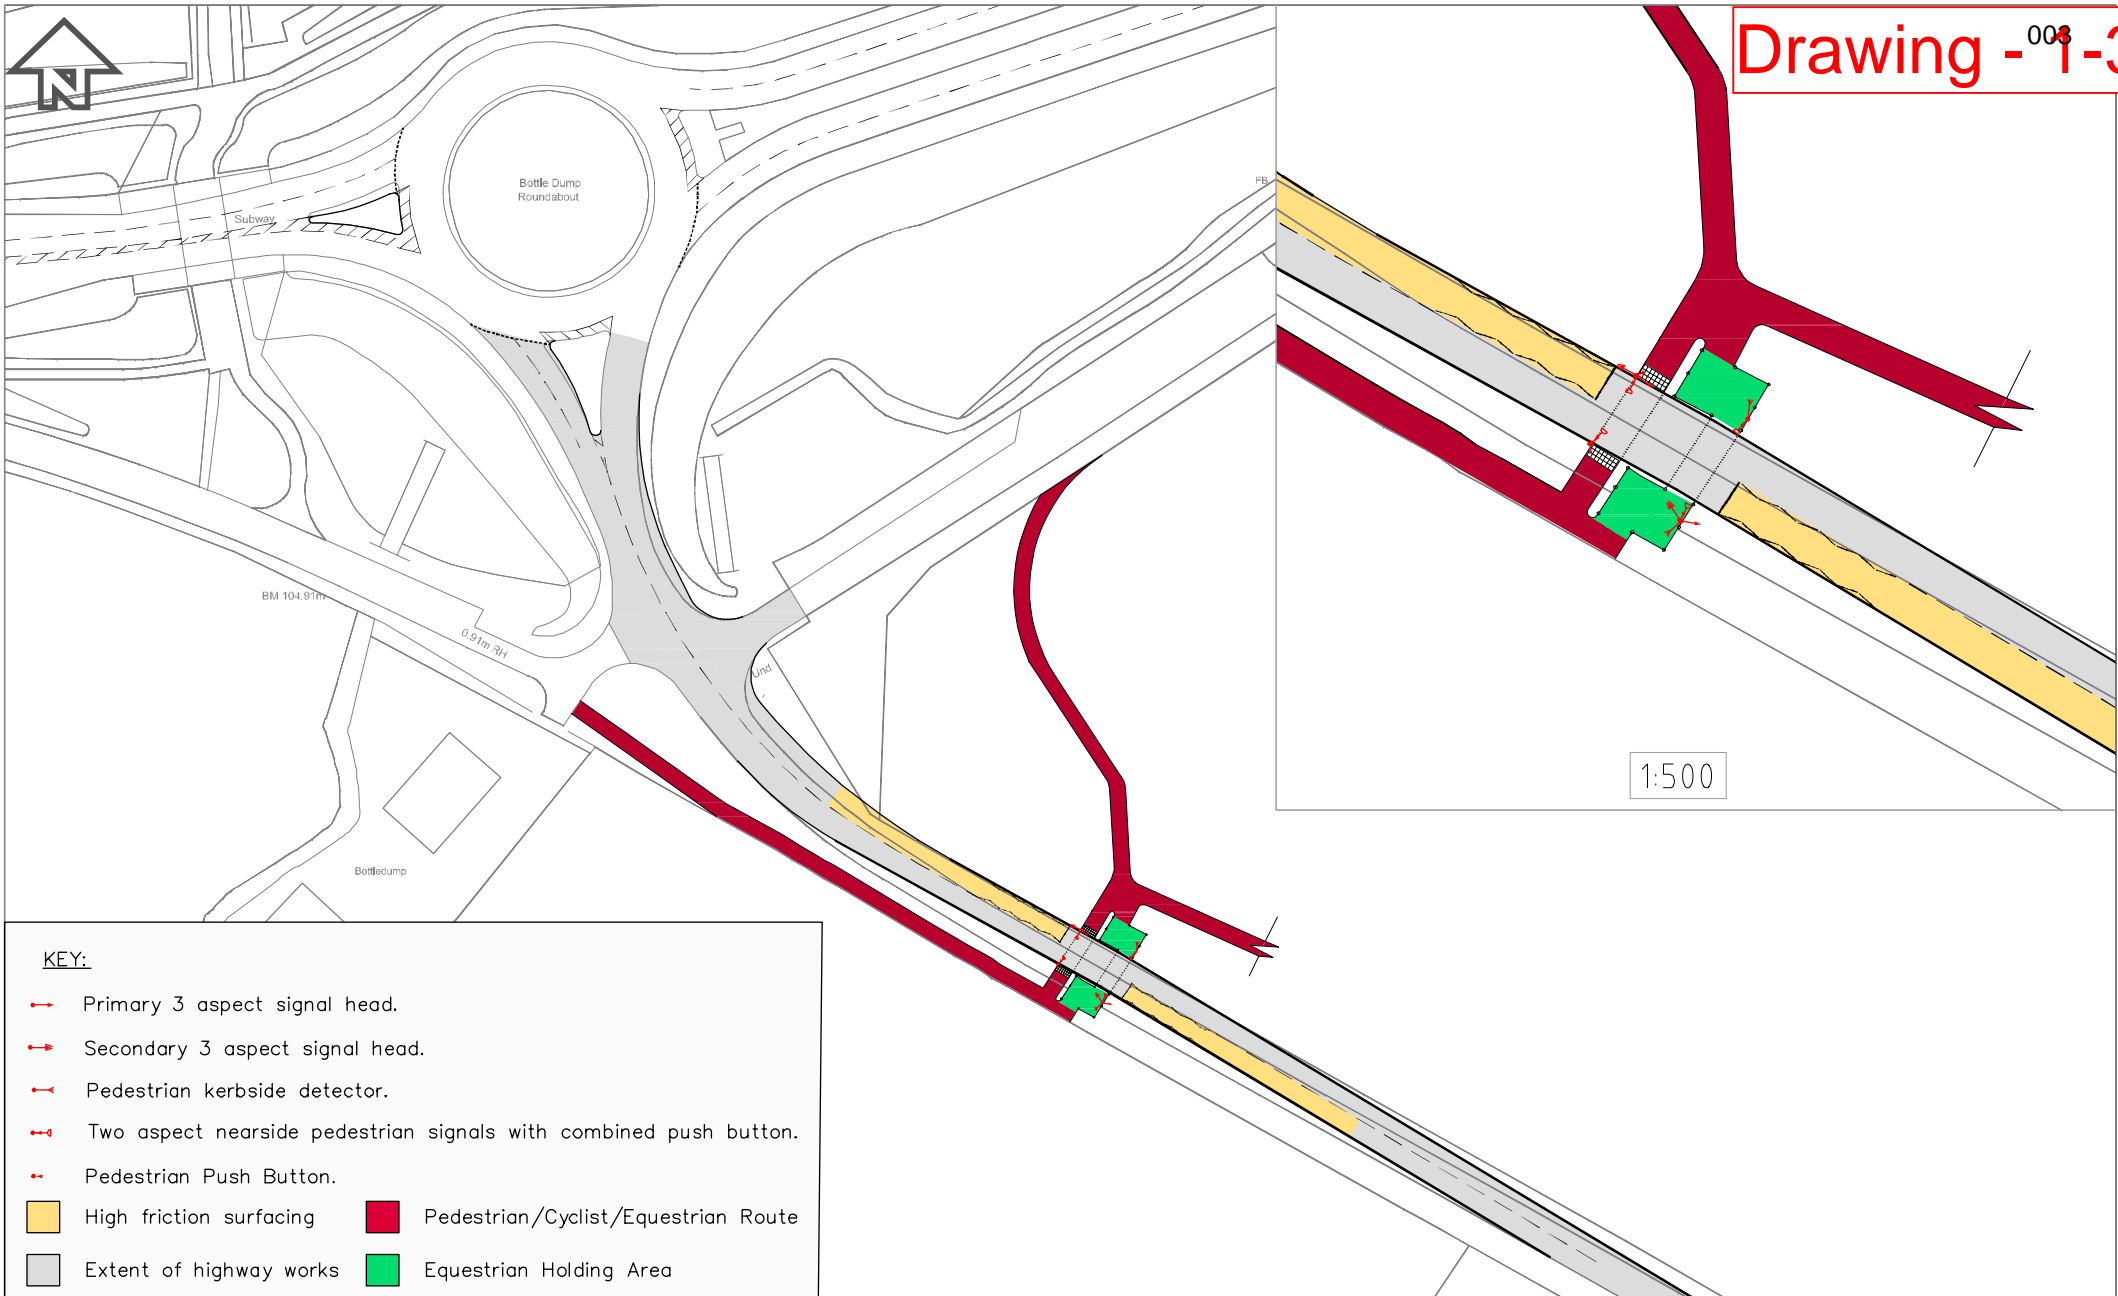 N
Drawing - 1-3
003
Bottle Dump
Roundabout
Subway
FB
BM 104.91m
0.91m RH
Und
Bottledump
1:500
KEY:
Primary 3 aspect signal head.
Secondary 3 aspect signal head.
Pedestrian kerbside detector.
Two aspect nearside pedestrian signals with combined push button.
Pedestrian Push Button.
High friction surfacing
Pedestrian/Cyclist/Equestrian Route
Extent of highway works
Equestrian Holding Area